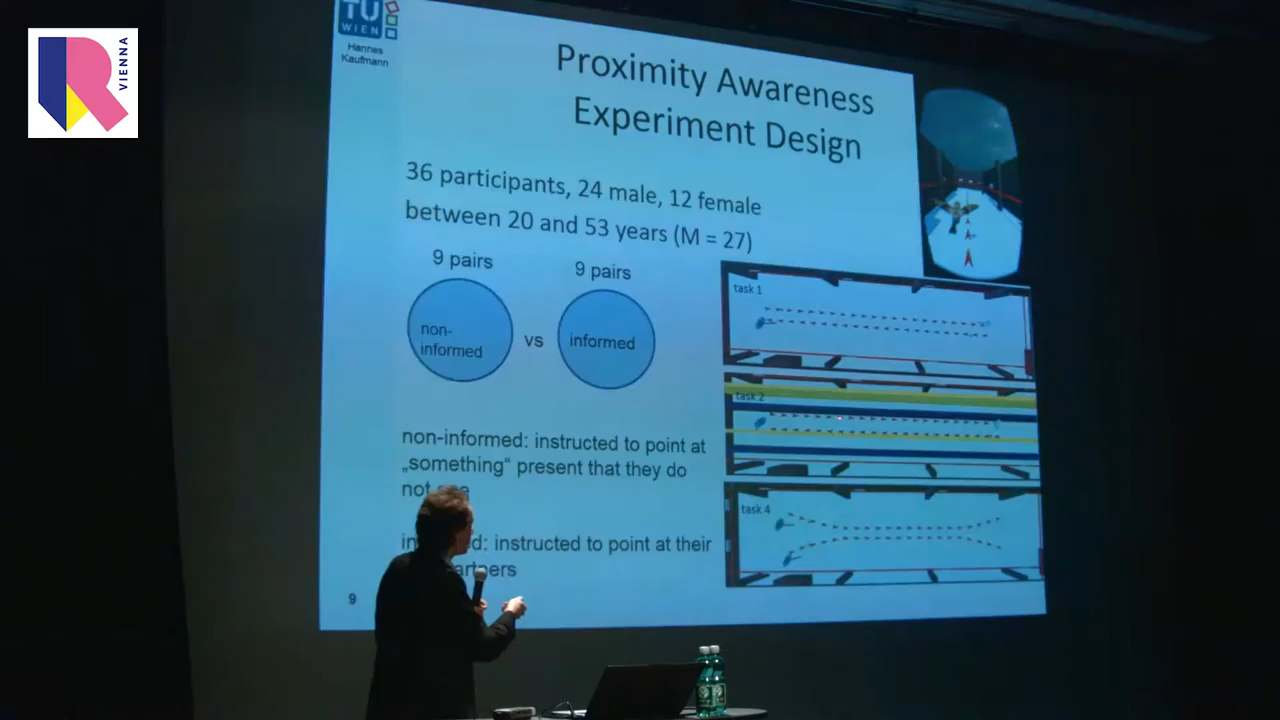 VIENNA
TU
WIEN
Hannes
Kaufmann
Proximity Awareness
Experiment Design
36 participants, 24 male, 12 female
between 20 and 53 years (M = 27)
9 pairs
9 pairs
non-
informed
vs
informed
task 1
task 2
task 4
non-informed: instructed to point at
„something“ present that they do
not
instructed to point at their
9